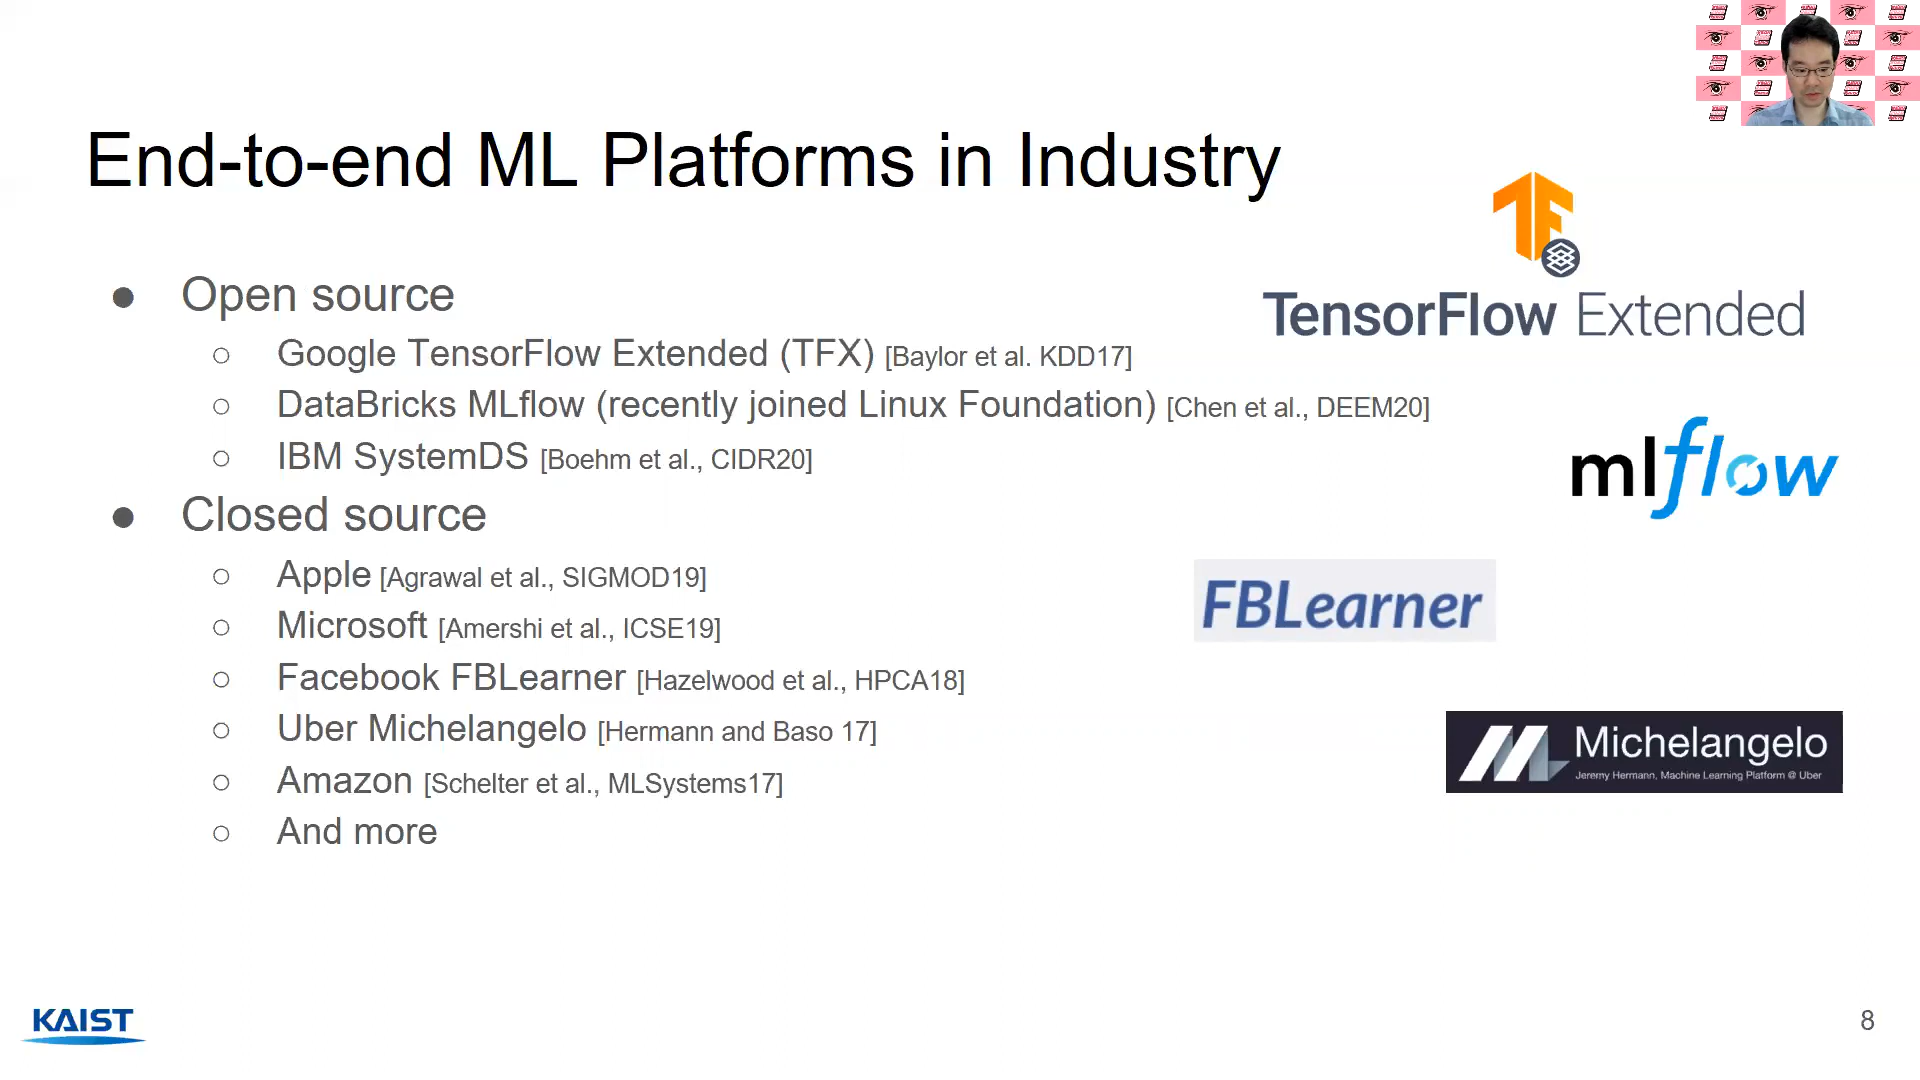 End-to-end ML Platforms in Industry
TensorFlow Extended
● Open source
○ Google TensorFlow Extended (TFX) [Baylor et al. KDD17]
○ DataBricks MLflow (recently joined Linux Foundation) [Chen et al., DEEM20]
○ IBM SystemDS [Boehm et al., CIDR20]
mlflow
● Closed source
○ Apple [Agrawal et al., SIGMOD19]
○ Microsoft [Amershi et al., ICSE19]
○ Facebook FBLearner [Hazelwood et al., HPCA18]
○ Uber Michelangelo [Hermann and Baso 17]
○ Amazon [Schelter et al., MLSystems17]
○ And more
FBLearner
Michelangelo
Jeremy Hermann, Machine Learning Platform @ Uber
KAIST
8